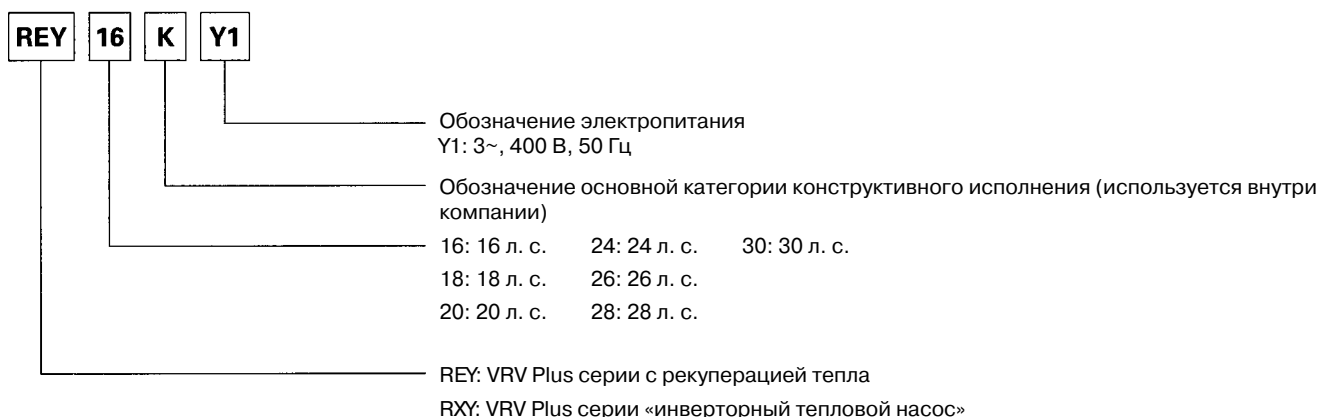 REY 16 K Y1
Обозначение электропитания
Y1: 3~, 400 В, 50 Гц
Обозначение основной категории конструктивного исполнения (используется внутри
компании)
16: 16 л. с. 24: 24 л. с. 30: 30 л. с.
18: 18 л. с. 26: 26 л. с.
20: 20 л. с. 28: 28 л. с.
REY: VRV Plus серии с рекуперацией тепла
RXY: VRV Plus серии «инверторный тепловой насос»